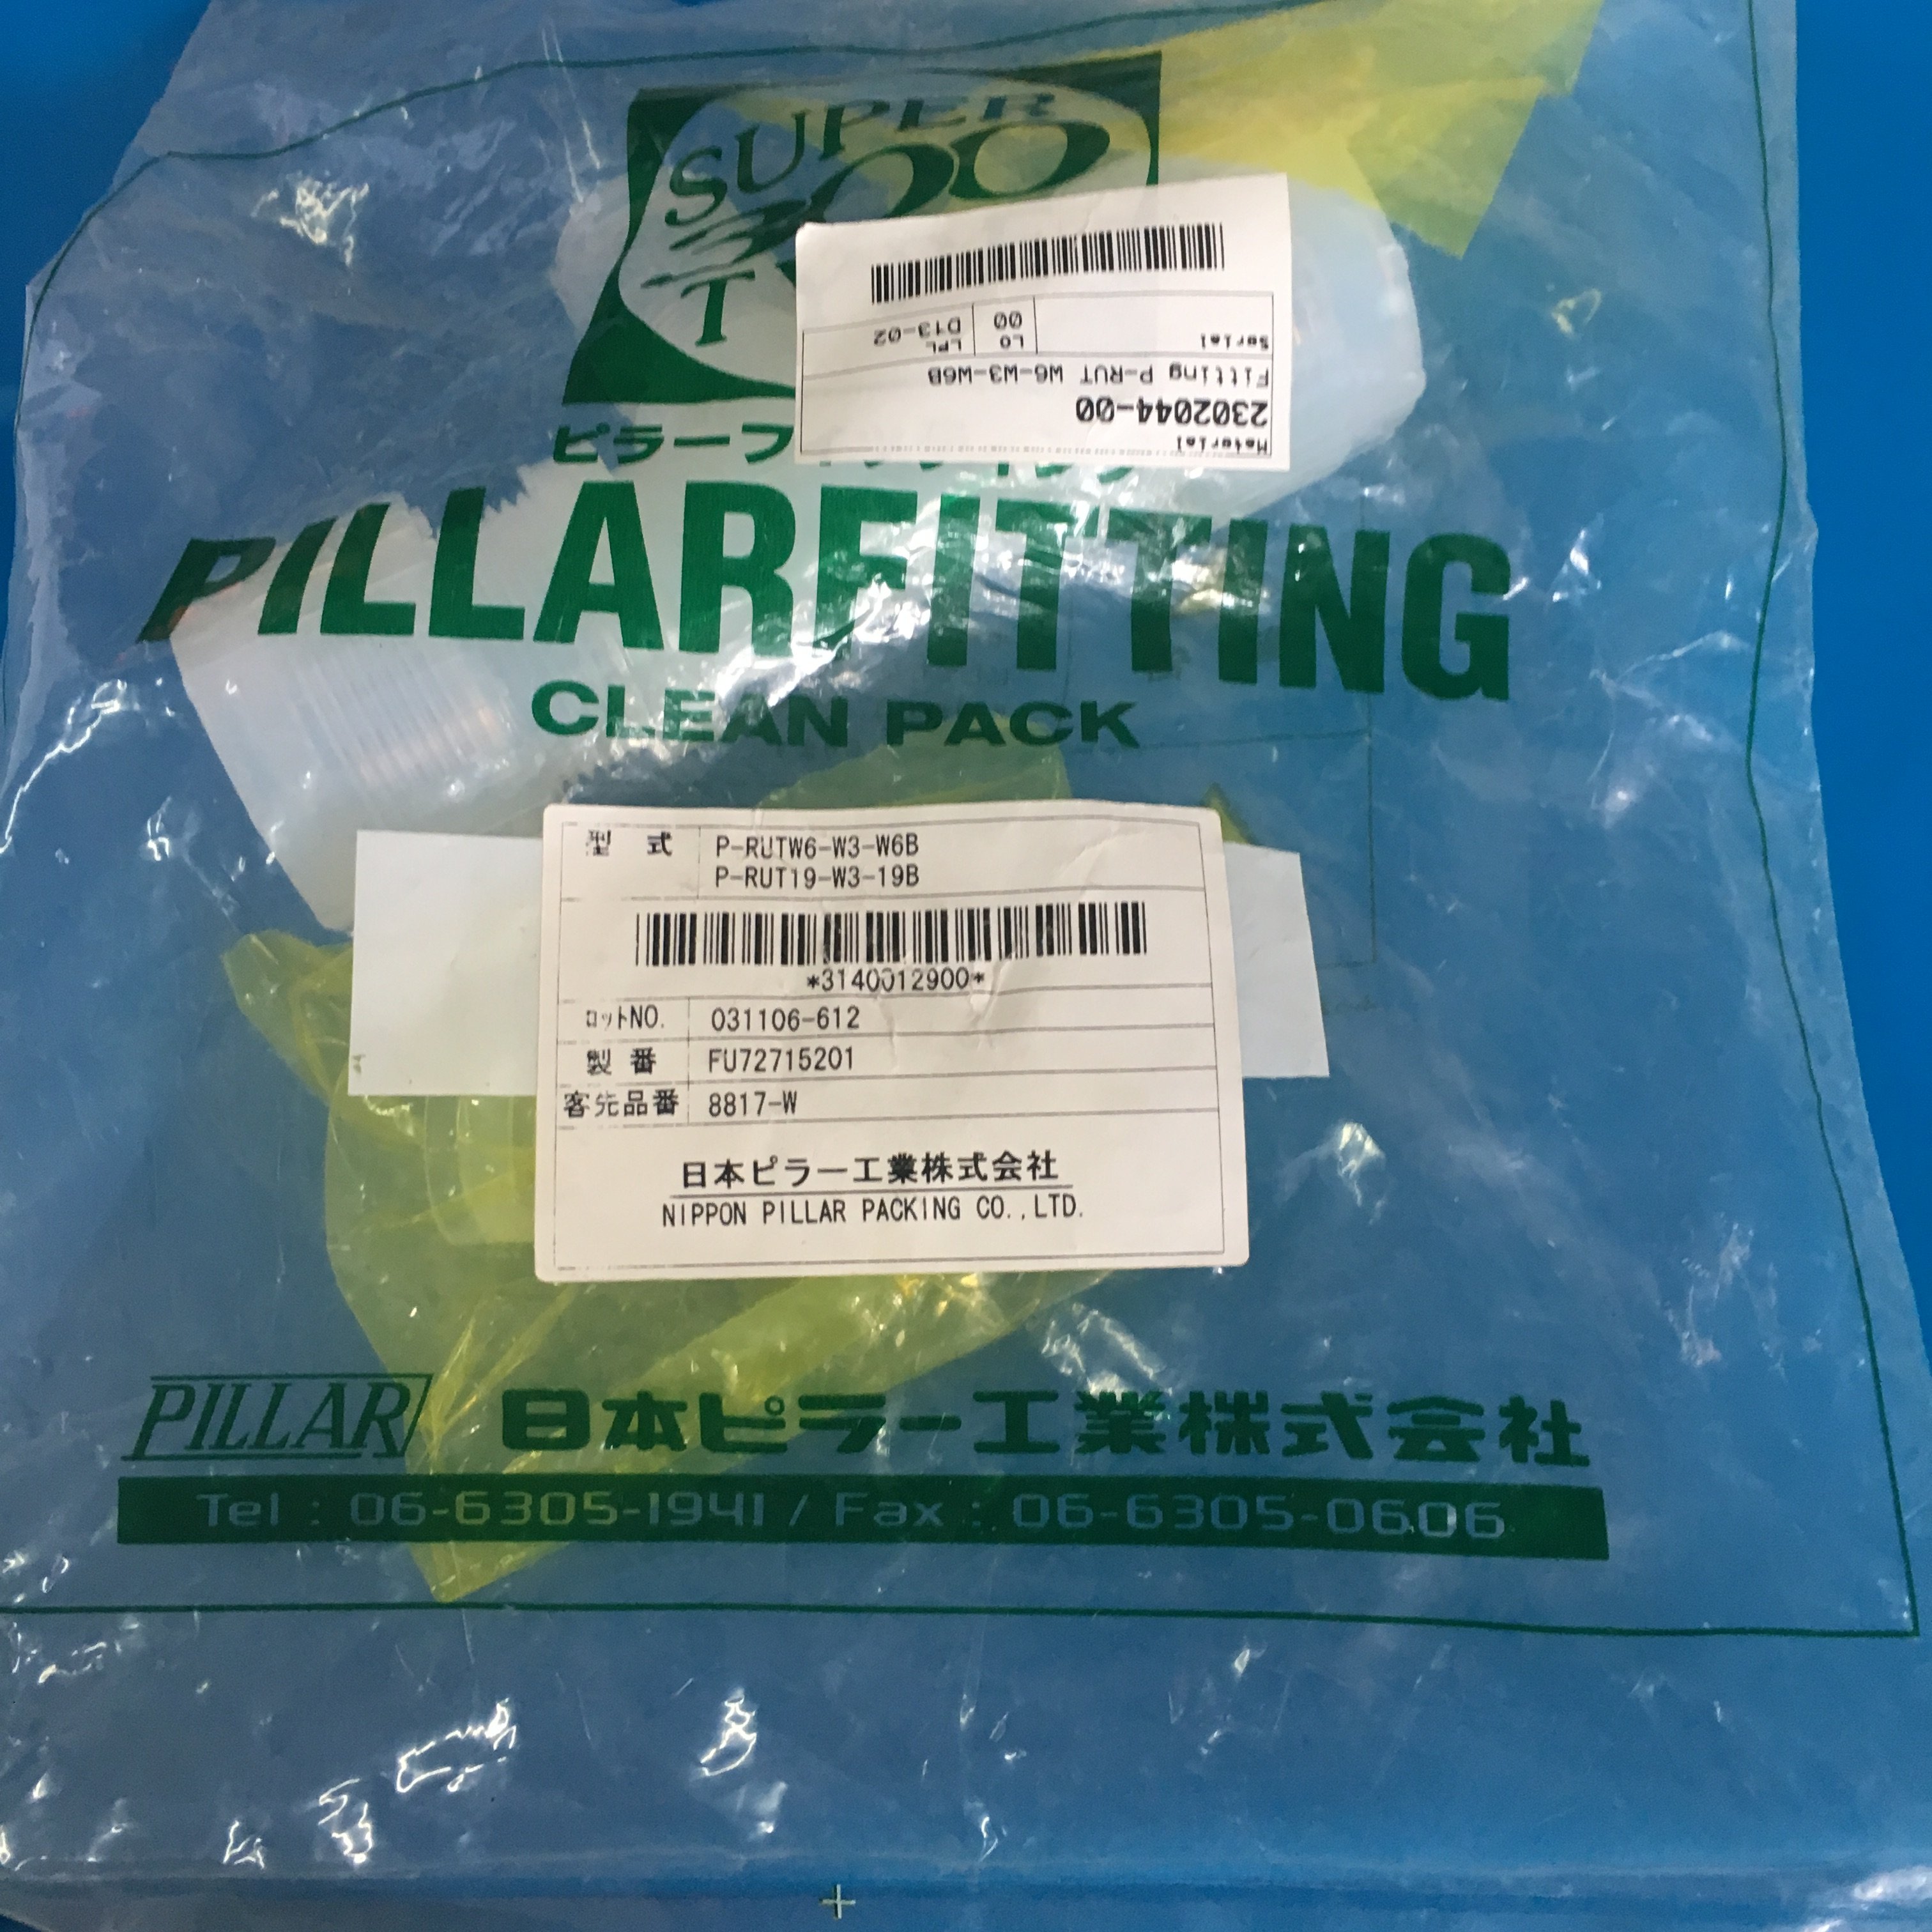 SUPER
300
T
Material
2302044-00
Fitting P-RUT W6-W3-W6B
Serial
LO
LPL
00
D13-02
ピラーフ
PILLARFITTING
CLEAN PACK
型 式 P-RUTW6-W3-W6B
P-RUT19-W3-19B
*3140012900*
ロットNO. 031106-612
製 番 FU72715201
客先品番 8817-W
日本ピラー工業株式会社
NIPPON PILLAR PACKING CO.,LTD.
PILLAR 日本ピラー工業株式会社
Tel : 06-6305-1941 / Fax : 06-6305-0606